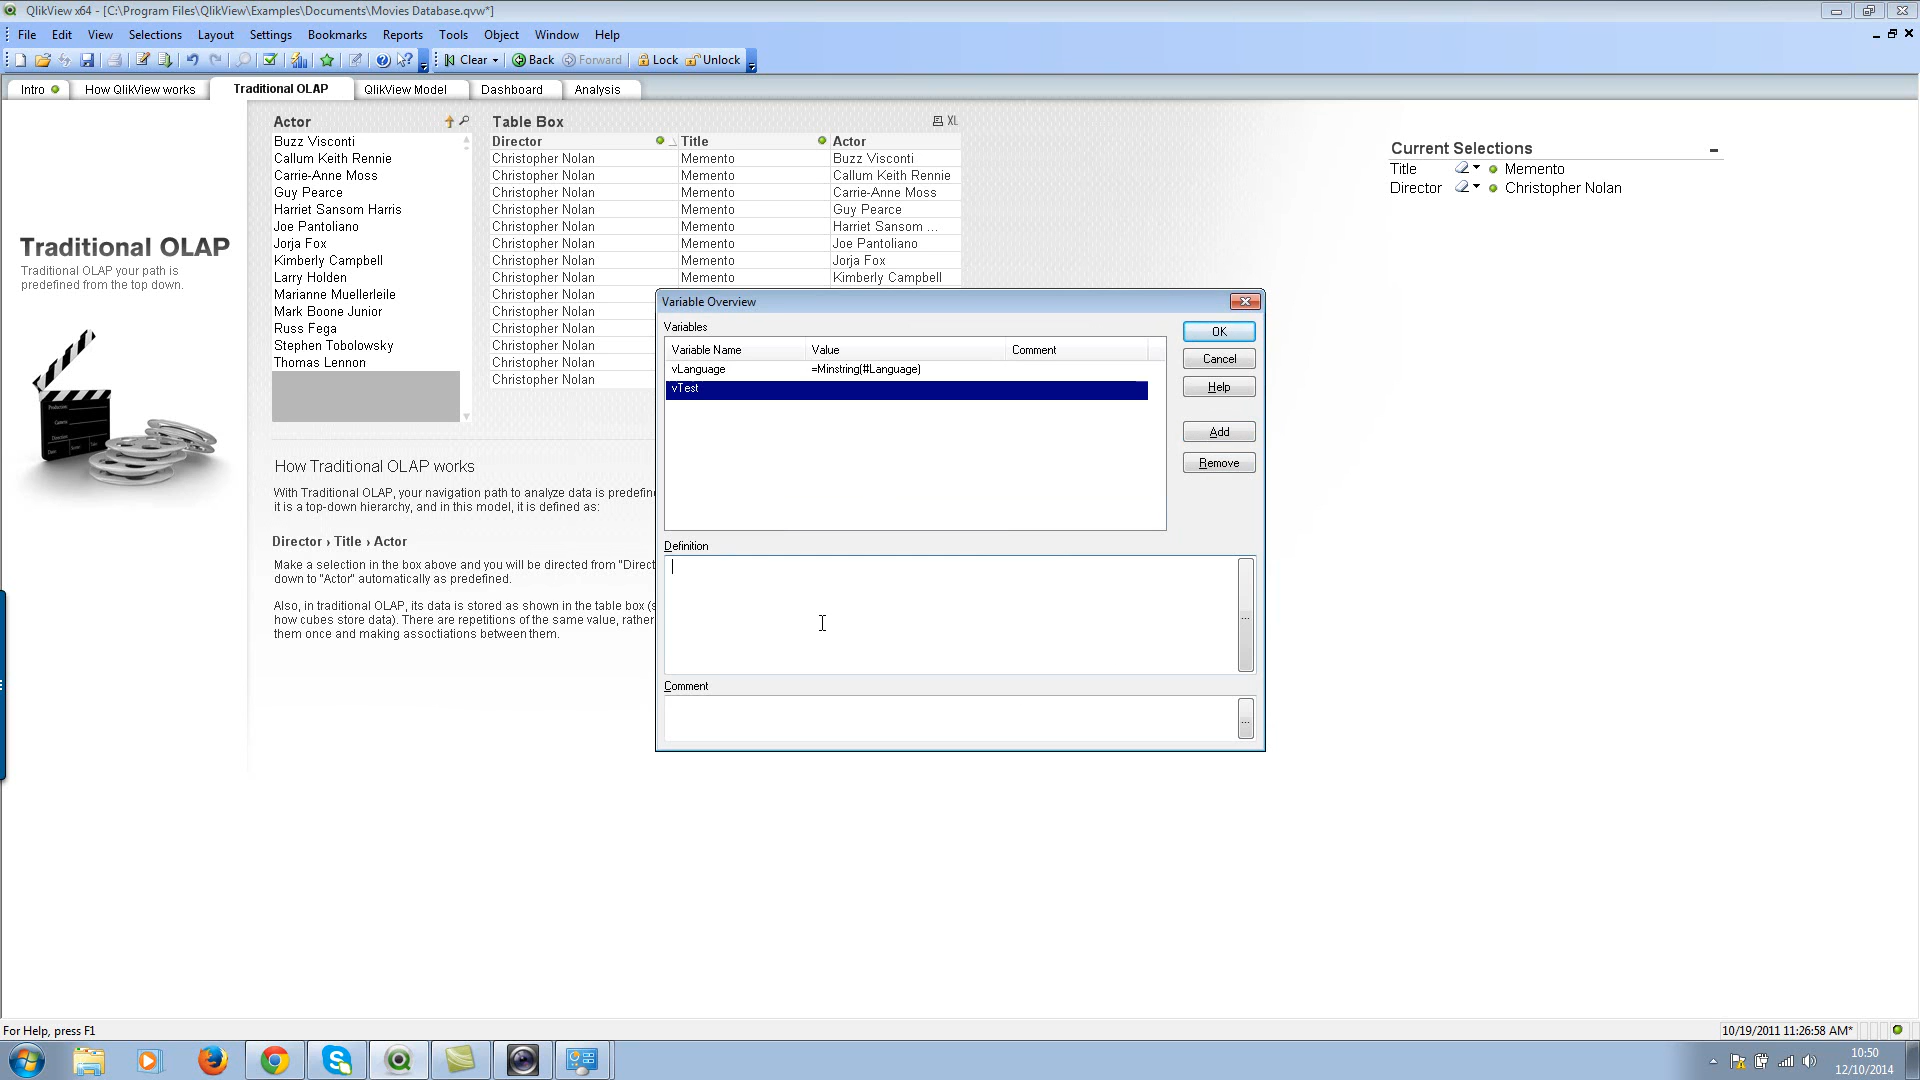 QlikView x64 - [C:\Program Files\QlikView\Examples\Documents\Movies Database.qvw*]
File Edit View Selections Layout Settings Bookmarks Reports Tools Object Window Help
Clear Back Forward Lock Unlock
Intro How QlikView works Traditional OLAP QlikView Model Dashboard Analysis
Actor
Buzz Visconti
Callum Keith Rennie
Carrie-Anne Moss
Guy Pearce
Harriet Sansom Harris
Joe Pantoliano
Jorja Fox
Kimberly Campbell
Larry Holden
Marianne Muellerleile
Mark Boone Junior
Russ Fega
Stephen Tobolowsky
Thomas Lennon
Table Box XL
Director Title Actor
Christopher Nolan Memento Buzz Visconti
Christopher Nolan Memento Callum Keith Rennie
Christopher Nolan Memento Carrie-Anne Moss
Christopher Nolan Memento Guy Pearce
Christopher Nolan Memento Harriet Sansom ...
Christopher Nolan Memento Joe Pantoliano
Christopher Nolan Memento Jorja Fox
Christopher Nolan Memento Kimberly Campbell
Christopher Nolan
Christopher Nolan
Christopher Nolan
Christopher Nolan
Christopher Nolan
Christopher Nolan
Current Selections
Title Memento
Director Christopher Nolan
Traditional OLAP
Traditional OLAP your path is
predefined from the top down.
How Traditional OLAP works
With Traditional OLAP, your navigation path to analyze data is predefin
it is a top-down hierarchy, and in this model, it is defined as:
Director › Title › Actor
Make a selection in the box above and you will be directed from "Direct
down to "Actor" automatically as predefined.
Also, in traditional OLAP, its data is stored as shown in the table box (s
how cubes store data). There are repetitions of the same value, rather
them once and making assoctiations between them.
Variable Overview
Variables
Variable Name Value Comment
vLanguage =Minstring(#Language)
vTest
OK
Cancel
Help
Add
Remove
Definition
...
Comment
...
For Help, press F1
10/19/2011 11:26:58 AM*
10:50
12/10/2014